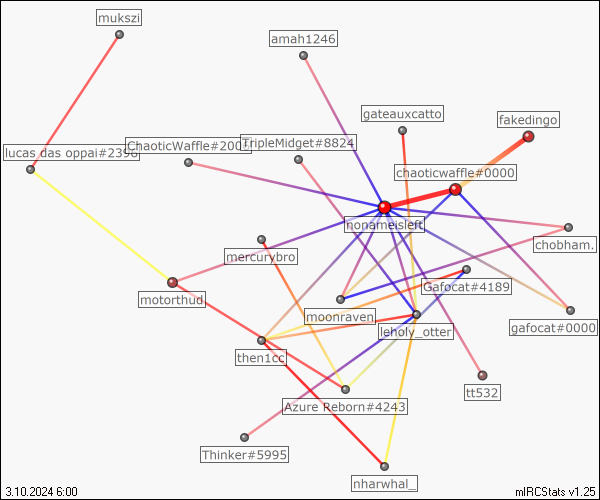 mukszi
amah1246
gateauxcatto
fakedingo
lucas das oppai#2396
ChaoticWaffle#200
TripleMidget#8824
chaoticwaffle#0000
nonameisleft
chobham.
mercurybro
Gafocat#4189
motorthud
moonraven
gafocat#0000
leholy_otter
then1cc
tt532
Azure Reborn#4243
Thinker#5995
nharwhal_
3.10.2024 6:00
mIRCStats v1.25